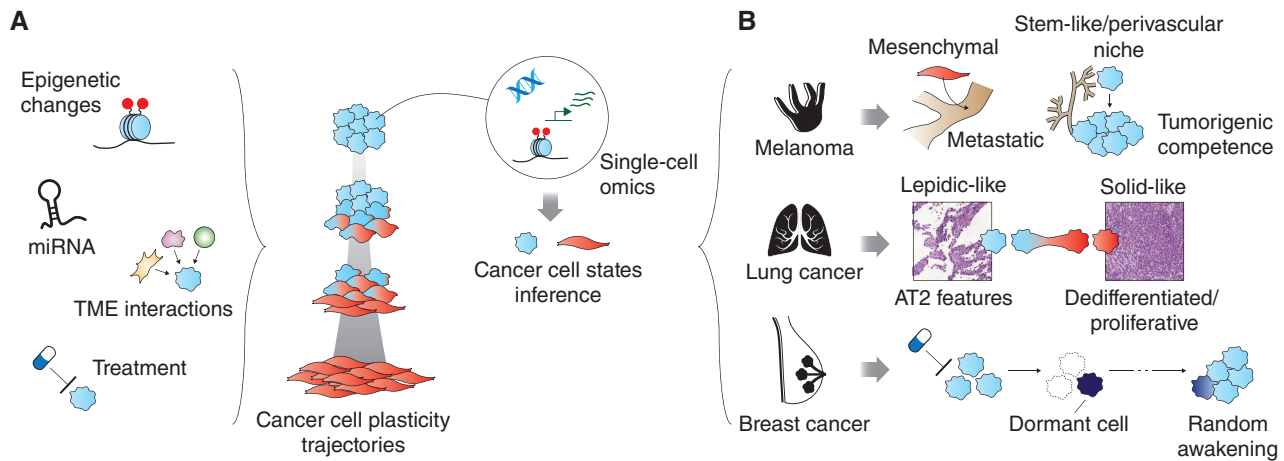 A
Epigenetic
changes
miRNA
TME interactions
Treatment
Cancer cell plasticity
trajectories
Single-cell
omics
Cancer cell states
inference
B
Melanoma
Mesenchymal
Metastatic
Stem-like/perivascular
niche
Tumorigenic
competence
Lung cancer
Lepidic-like
AT2 features
Solid-like
Dedifferentiated/
proliferative
Breast cancer
Dormant cell
Random
awakening